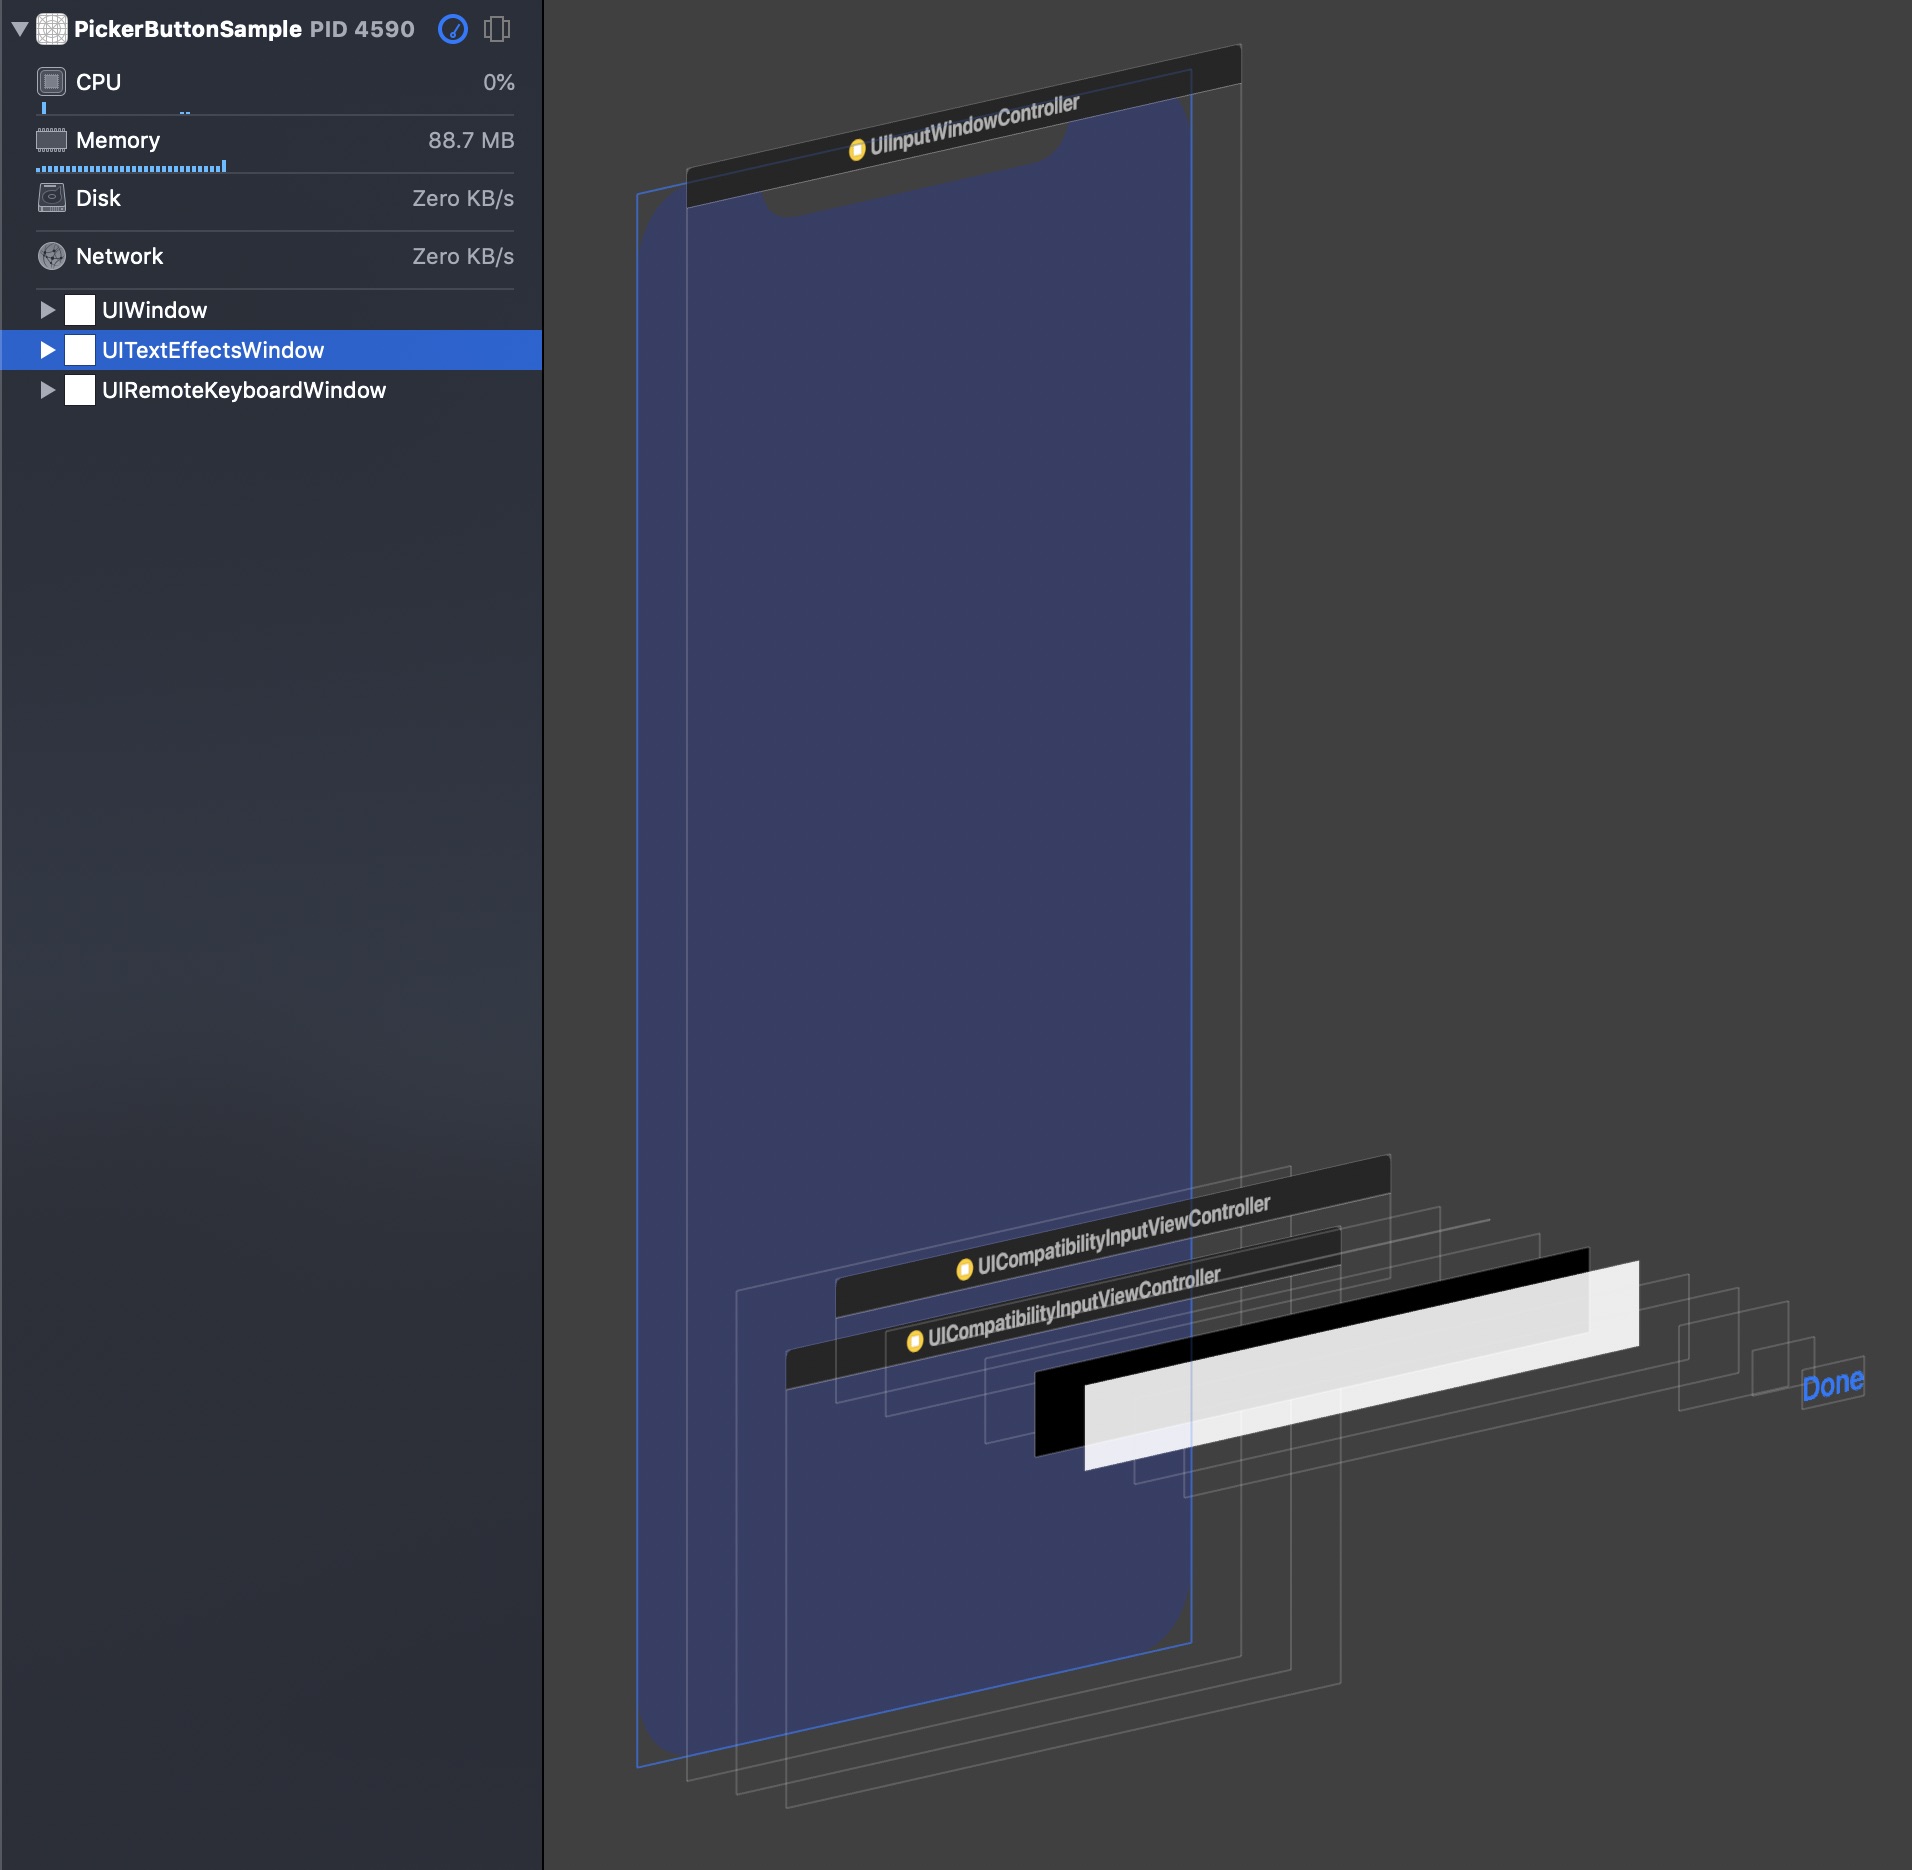 PickerButtonSample PID 4590
CPU 0%
Memory 88.7 MB
Disk Zero KB/s
Network Zero KB/s
UIWindow
UITextEffectsWindow
UIRemoteKeyboardWindow
UIInputWindowController
UICompatibilityInputViewController
UICompatibilityInputViewController
Done